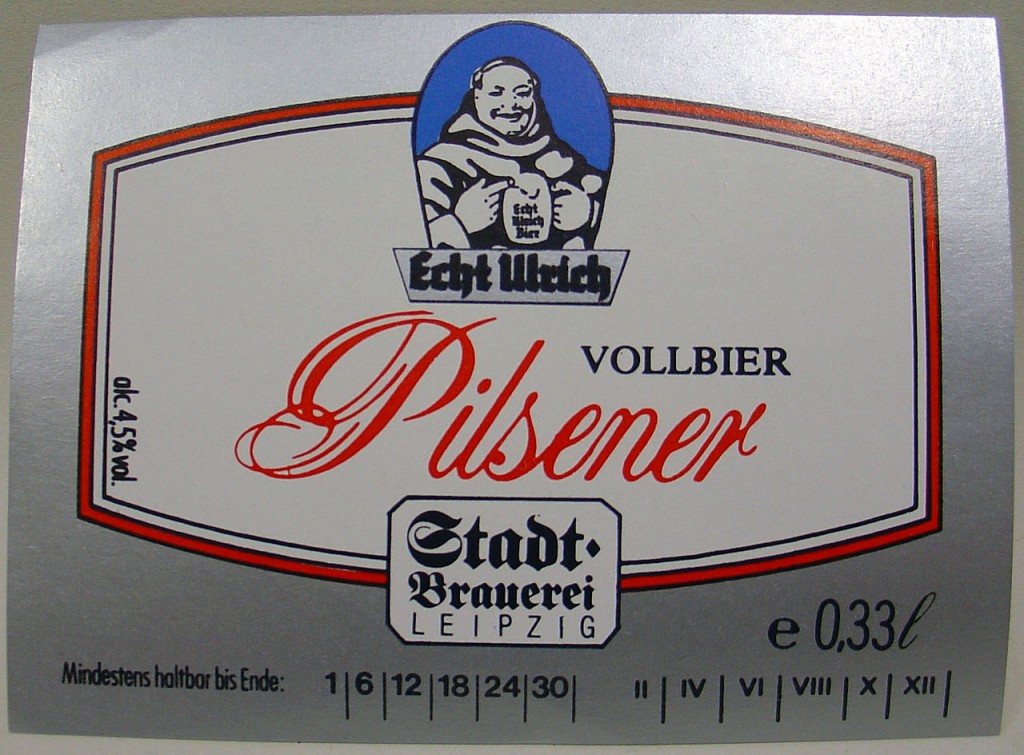 Echt
Ulrich
Bier
Echt Ulrich
VOLLBIER
Pilsener
alc. 4,5% vol.
Stadt-
Brauerei
LEIPZIG
e 0,33 l
Mindestens haltbar bis Ende: 1 | 6 | 12 | 18 | 24 | 30 | II | IV | VI | VIII | X | XII |